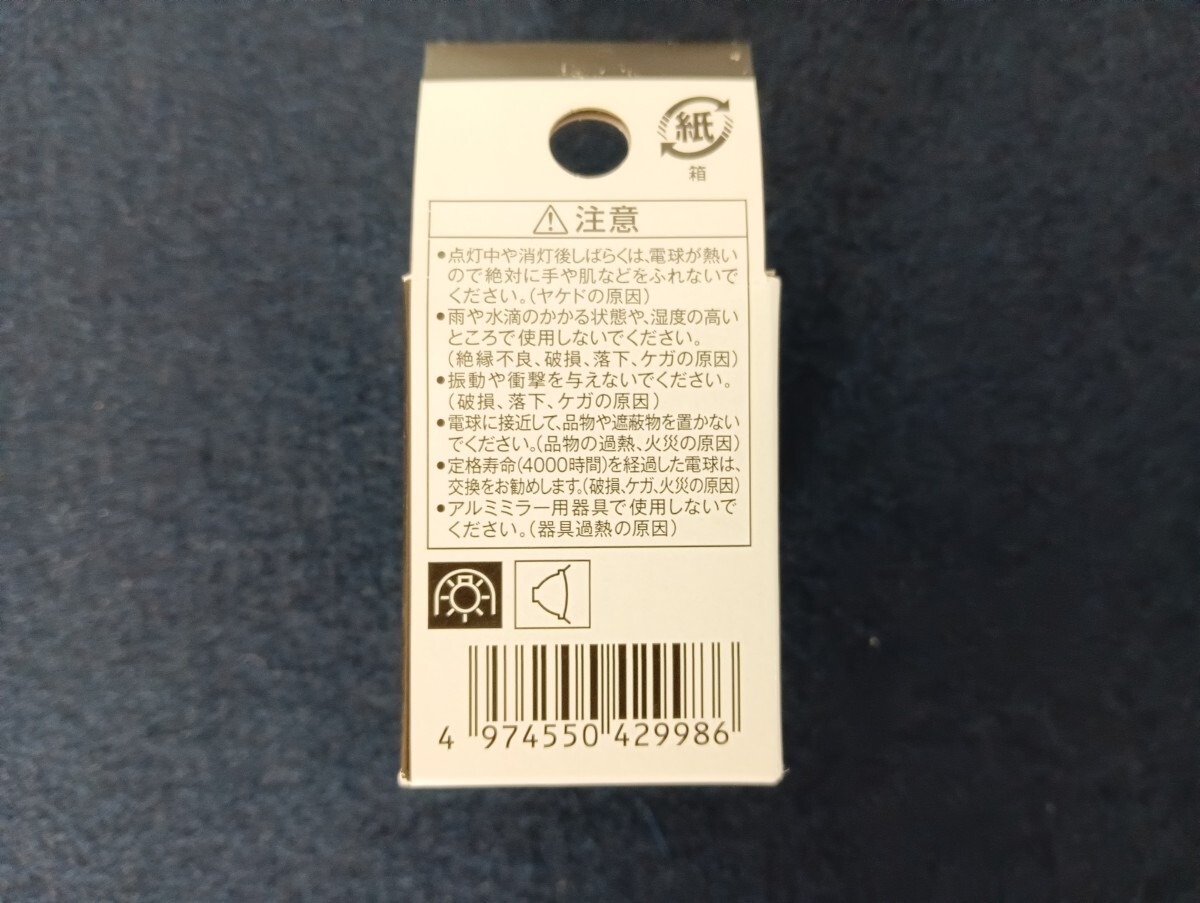 紙
箱
⚠注意
•点灯中や消灯後しばらくは、電球が熱い
ので絶対に手や肌などをふれないで
ください。(ヤケドの原因)
•雨や水滴のかかる状態や、湿度の高い
ところで使用しないでください。
(絶縁不良、破損、落下、ケガの原因)
•振動や衝撃を与えないでください。
(破損、落下、ケガの原因)
•電球に接近して、品物や遮蔽物を置かない
でください。(品物の過熱、火災の原因)
•定格寿命(4000時間)を経過した電球は、
交換をお勧めします。(破損、ケガ、火災の原因)
•アルミミラー用器具で使用しないで
ください。(器具過熱の原因)
4 974550 429986